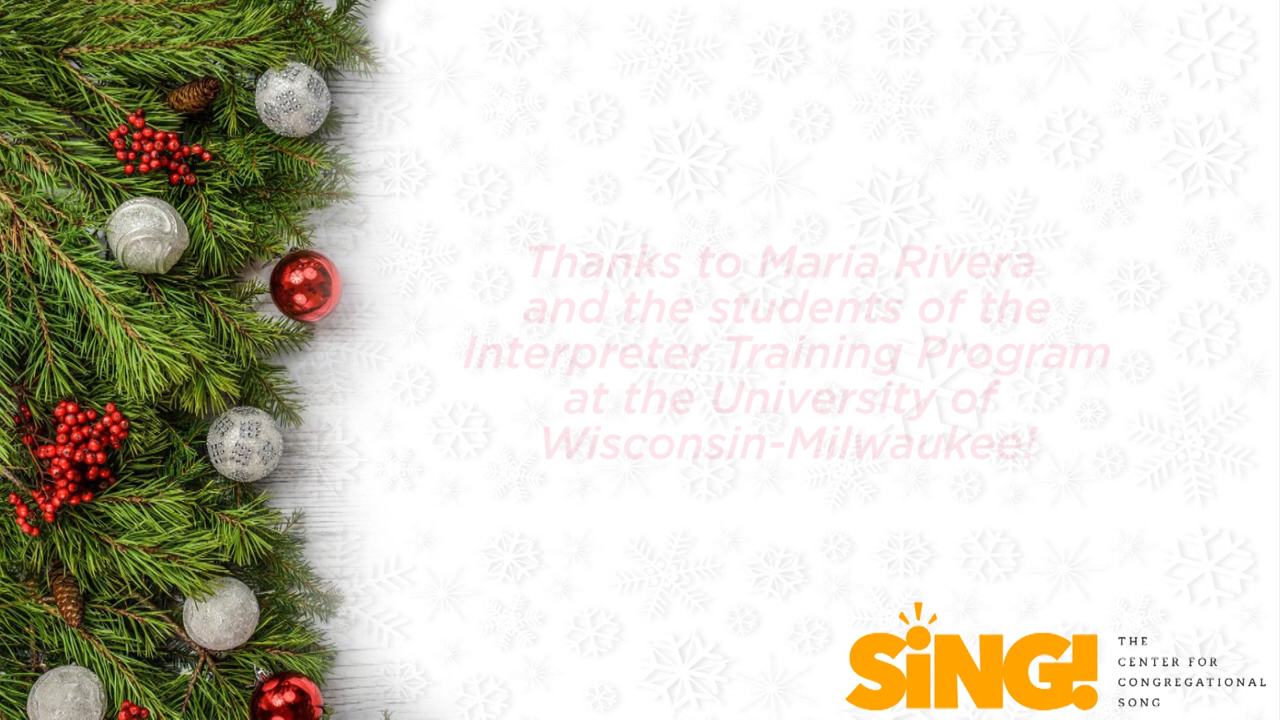 Thanks to Maria Rivera
and the students of the
Interpreter Training Program
at the University of
Wisconsin-Milwaukee!
SiNG!
THE
CENTER FOR
CONGREGATIONAL
SONG